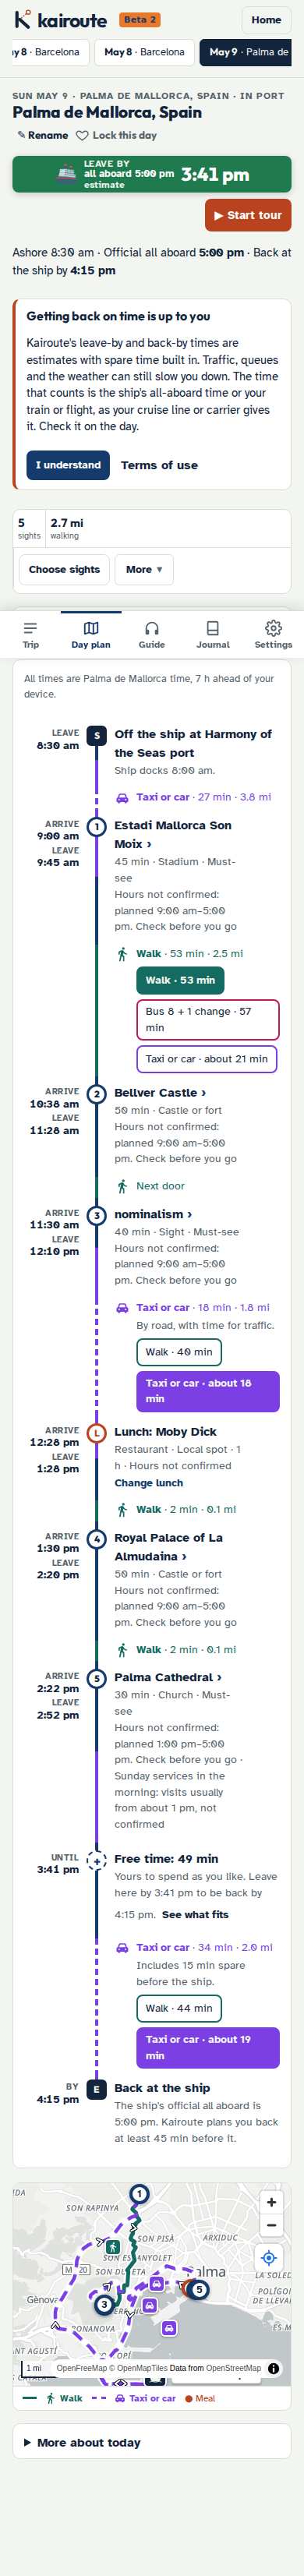 kairoute Beta 2 Home
ay 8 · Barcelona May 8 · Barcelona May 9 · Palma de
SUN MAY 9 · PALMA DE MALLORCA, SPAIN · IN PORT
Palma de Mallorca, Spain
Rename Lock this day
LEAVE BY
all aboard 5:00 pm
estimate
3:41 pm
Start tour
Ashore 8:30 am · Official all aboard 5:00 pm · Back at
the ship by 4:15 pm
Getting back on time is up to you
Kairoute's leave-by and back-by times are
estimates with spare time built in. Traffic, queues
and the weather can still slow you down. The time
that counts is the ship's all-aboard time or your
train or flight, as your cruise line or carrier gives
it. Check it on the day.
I understand Terms of use
5 2.7 mi
sights walking
Choose sights More ▾
Trip Day plan Guide Journal Settings
All times are Palma de Mallorca time, 7 h ahead of your
device.
LEAVE
8:30 am
S
Off the ship at Harmony of
the Seas port
Ship docks 8:00 am.
Taxi or car · 27 min · 3.8 mi
ARRIVE
9:00 am
LEAVE
9:45 am
1
Estadi Mallorca Son
Moix ›
45 min · Stadium · Must-
see
Hours not confirmed:
planned 9:00 am–5:00
pm. Check before you go
Walk · 53 min · 2.5 mi
Walk · 53 min
Bus 8 + 1 change · 57
min
Taxi or car · about 21 min
ARRIVE
10:38 am
LEAVE
11:28 am
2
Bellver Castle ›
50 min · Castle or fort
Hours not confirmed:
planned 9:00 am–5:00
pm. Check before you go
Next door
ARRIVE
11:30 am
LEAVE
12:10 pm
3
nominalism ›
40 min · Sight · Must-see
Hours not confirmed:
planned 9:00 am–5:00
pm. Check before you go
Taxi or car · 18 min · 1.8 mi
By road, with time for traffic.
Walk · 40 min
Taxi or car · about 18
min
ARRIVE
12:28 pm
LEAVE
1:28 pm
L
Lunch: Moby Dick
Restaurant · Local spot · 1
h · Hours not confirmed
Change lunch
Walk · 2 min · 0.1 mi
ARRIVE
1:30 pm
LEAVE
2:20 pm
4
Royal Palace of La
Almudaina ›
50 min · Castle or fort
Hours not confirmed:
planned 9:00 am–5:00
pm. Check before you go
Walk · 2 min · 0.1 mi
ARRIVE
2:22 pm
LEAVE
2:52 pm
5
Palma Cathedral ›
30 min · Church · Must-
see
Hours not confirmed:
planned 1:00 pm–5:00
pm. Check before you go ·
Sunday services in the
morning: visits usually
from about 1 pm, not
confirmed
UNTIL
3:41 pm
+
Free time: 49 min
Yours to spend as you like. Leave
here by 3:41 pm to be back by
4:15 pm. See what fits
Taxi or car · 34 min · 2.0 mi
Includes 15 min spare
before the ship.
Walk · 44 min
Taxi or car · about 19
min
BY
4:15 pm
E
Back at the ship
The ship's official all aboard is
5:00 pm. Kairoute plans you back
at least 45 min before it.
1
SON RAPINYA
SON PISÀ
ARXIDUC
SON ESPANYOLET
M 20
Gènova
3
5
BONANOVA
+
−
1 mi
OpenFreeMap © OpenMapTiles Data from OpenStreetMap
Walk Taxi or car Meal
More about today